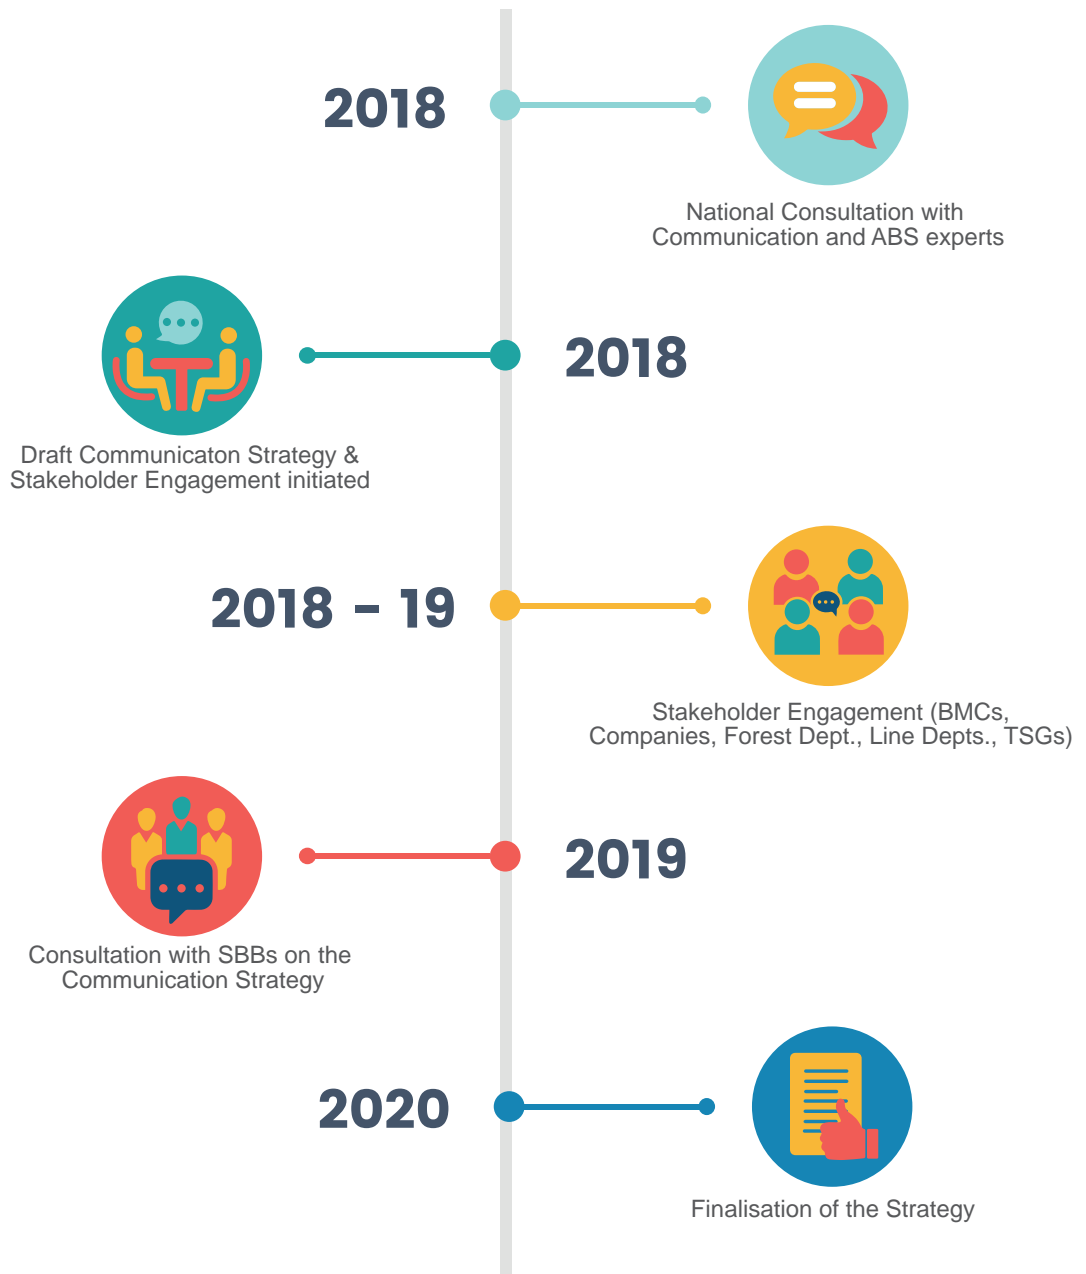 2018
National Consultation with
Communication and ABS experts
2018
Draft Communicaton Strategy &
Stakeholder Engagement initiated
2018 - 19
Stakeholder Engagement (BMCs,
Companies, Forest Dept., Line Depts., TSGs)
2019
Consultation with SBBs on the
Communication Strategy
2020
Finalisation of the Strategy